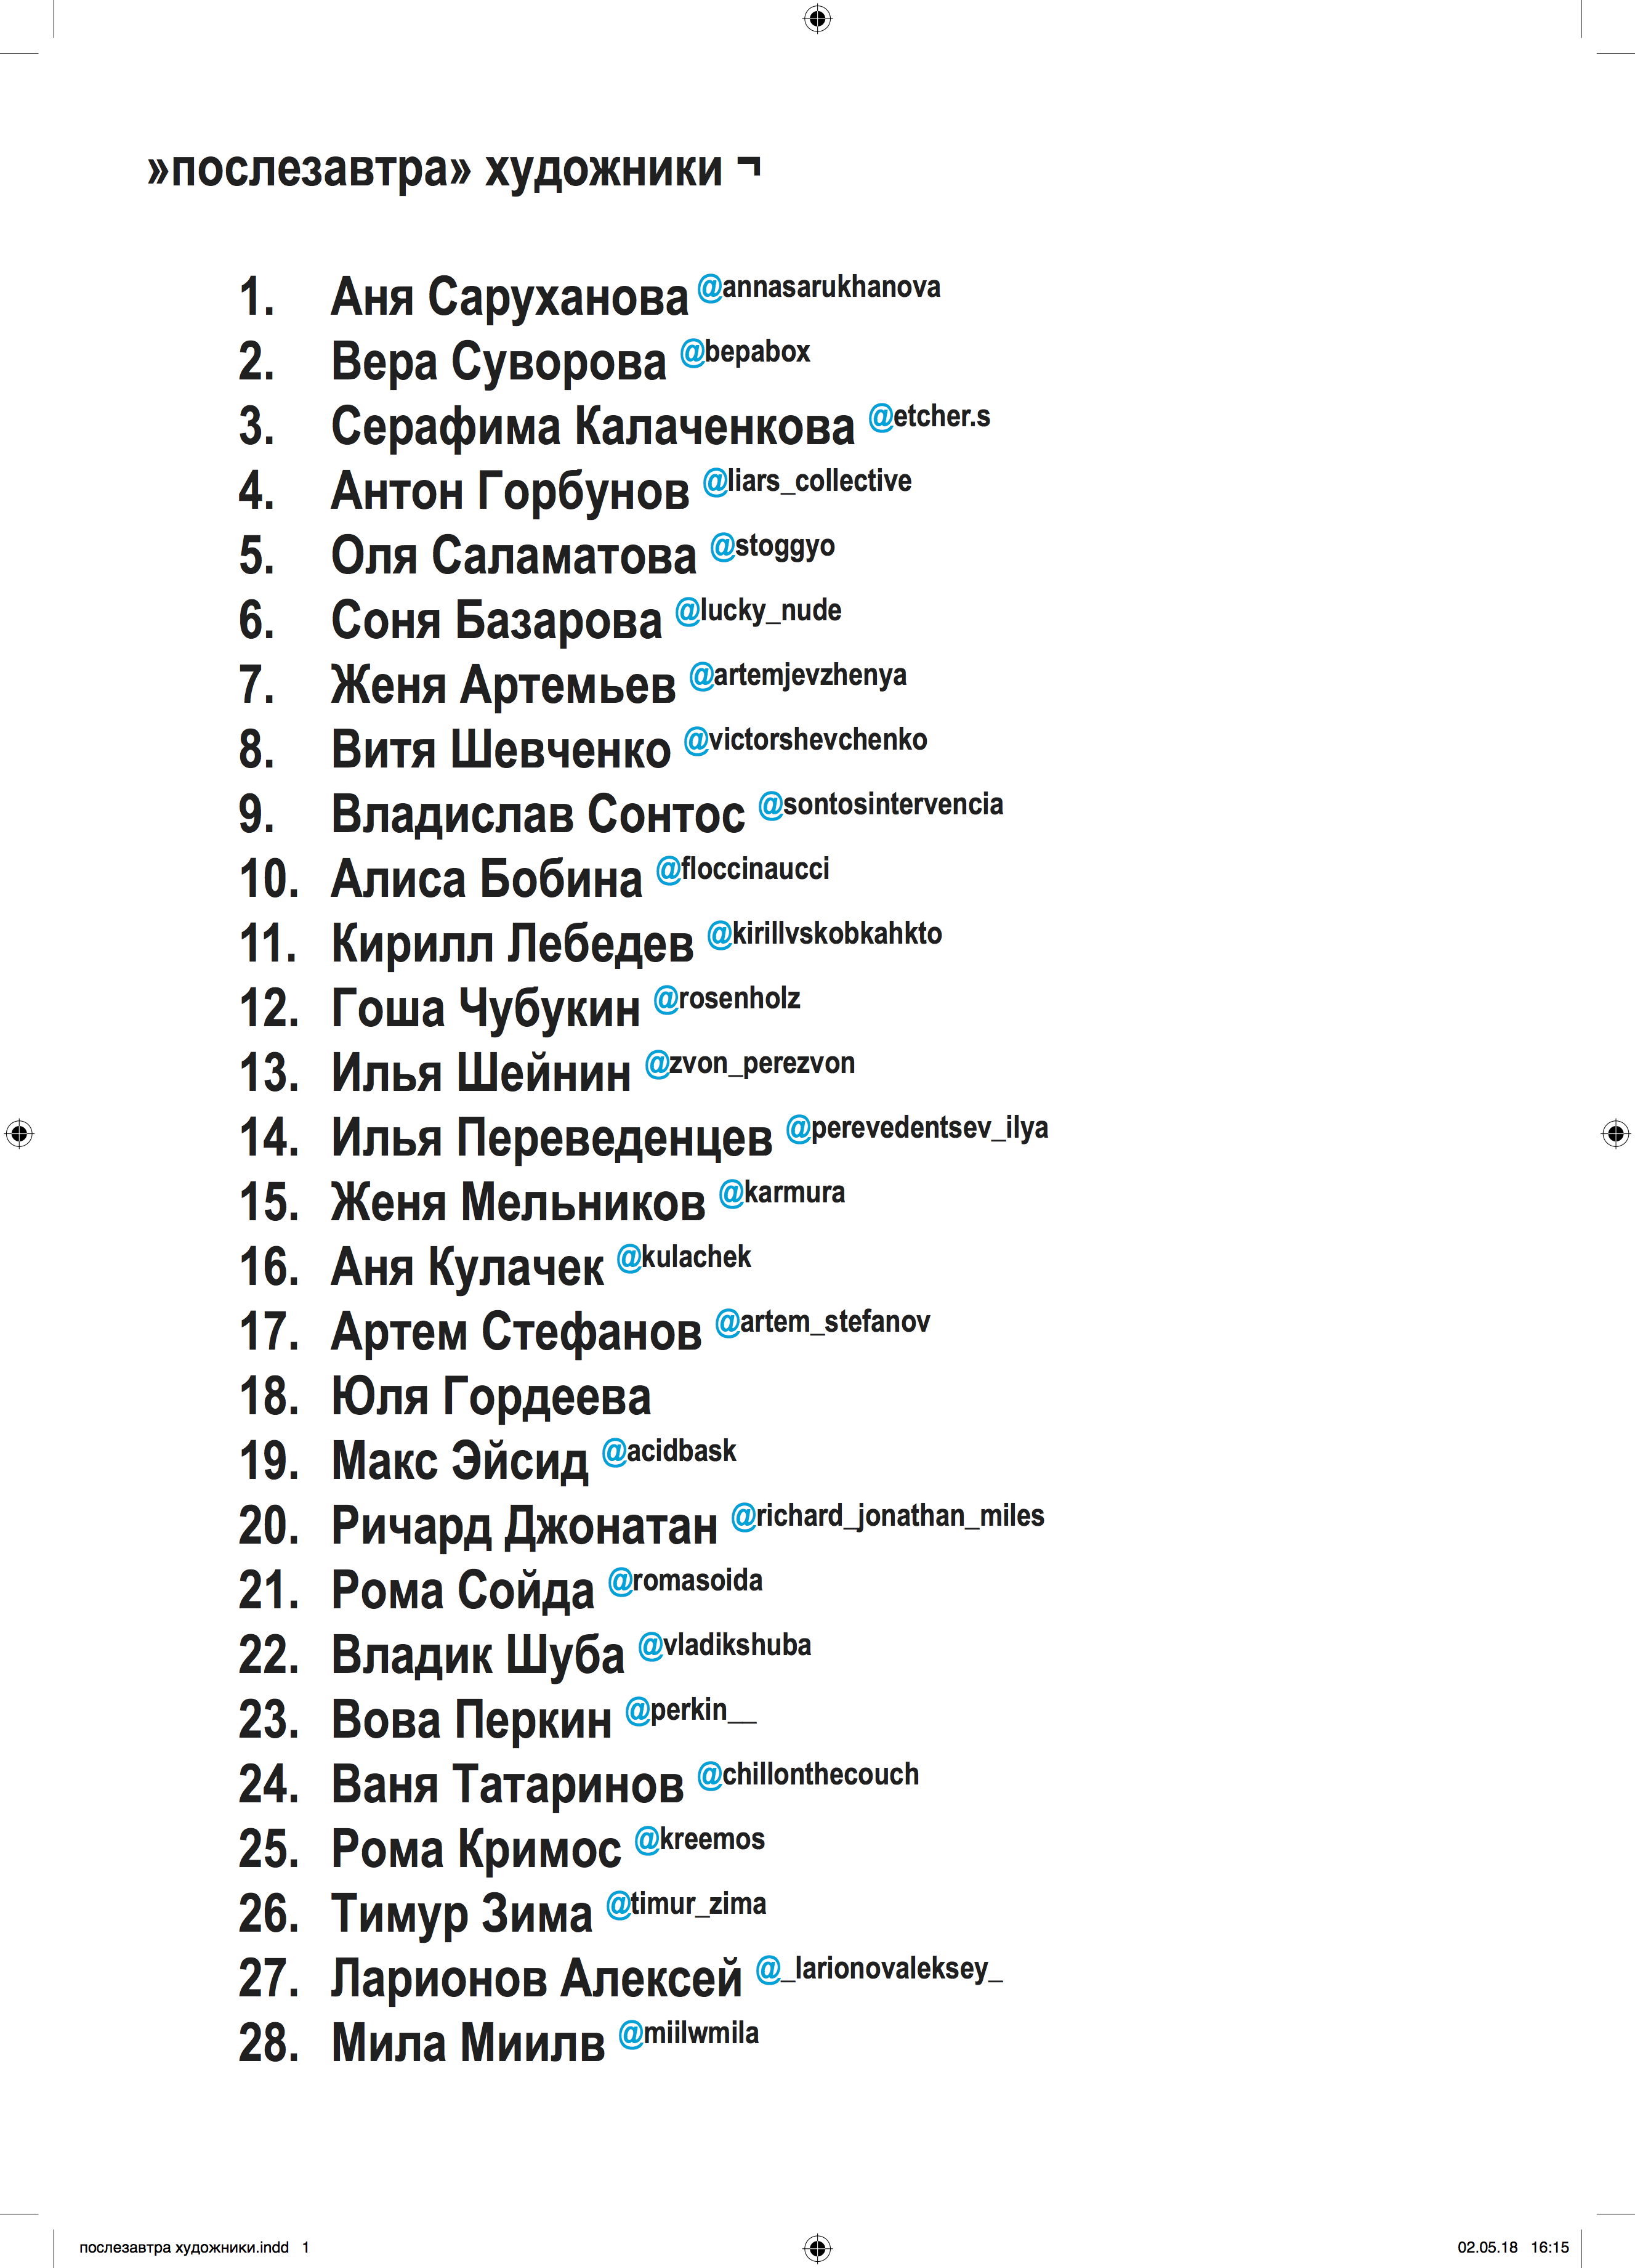 »послезавтра» художники ¬
1. Аня Саруханова @annasarukhanova
2. Вера Суворова @bepabox
3. Серафима Калаченкова @etcher.s
4. Антон Горбунов @liars_collective
5. Оля Саламатова @stoggyo
6. Соня Базарова @lucky_nude
7. Женя Артемьев @artemjevzhenya
8. Витя Шевченко @victorshevchenko
9. Владислав Сонтос @sontosintervencia
10. Алиса Бобина @floccinaucci
11. Кирилл Лебедев @kirillvskobkahkto
12. Гоша Чубукин @rosenholz
13. Илья Шейнин @zvon_perezvon
14. Илья Переведенцев @perevedentsev_ilya
15. Женя Мельников @karmura
16. Аня Кулачек @kulachek
17. Артем Стефанов @artem_stefanov
18. Юля Гордеева
19. Макс Эйсид @acidbask
20. Ричард Джонатан @richard_jonathan_miles
21. Рома Сойда @romasoida
22. Владик Шуба @vladikshuba
23. Вова Перкин @perkin__
24. Ваня Татаринов @chillonthecouch
25. Рома Кримос @kreemos
26. Тимур Зима @timur_zima
27. Ларионов Алексей @_larionovaleksey_
28. Мила Миилв @miilwmila
послезавтра художники.indd 1 02.05.18 16:15